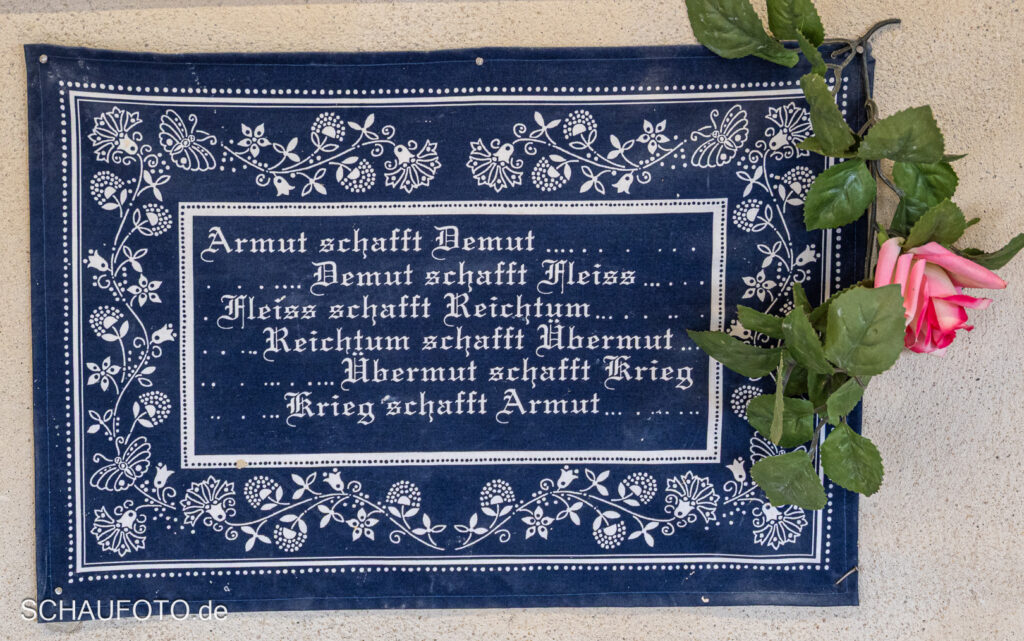 Armut schafft Demut .... . . . . . .
. . .... Demut schafft Fleiss ... . .
. Fleiss schafft Reichtum... . . .
. . .. Reichtum schafft Übermut ..
. . . .. ... Übermut schafft Krieg
. . . .. Krieg schafft Armut... .. ... ..
SCHAUFOTO.de